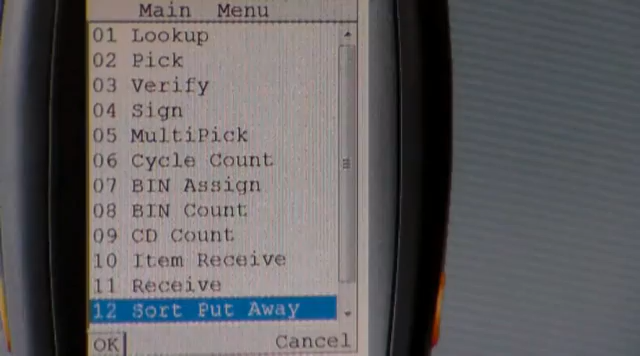 Main Menu
01 Lookup
02 Pick
03 Verify
04 Sign
05 MultiPick
06 Cycle Count
07 BIN Assign
08 BIN Count
09 CD Count
10 Item Receive
11 Receive
12 Sort Put Away
OK Cancel